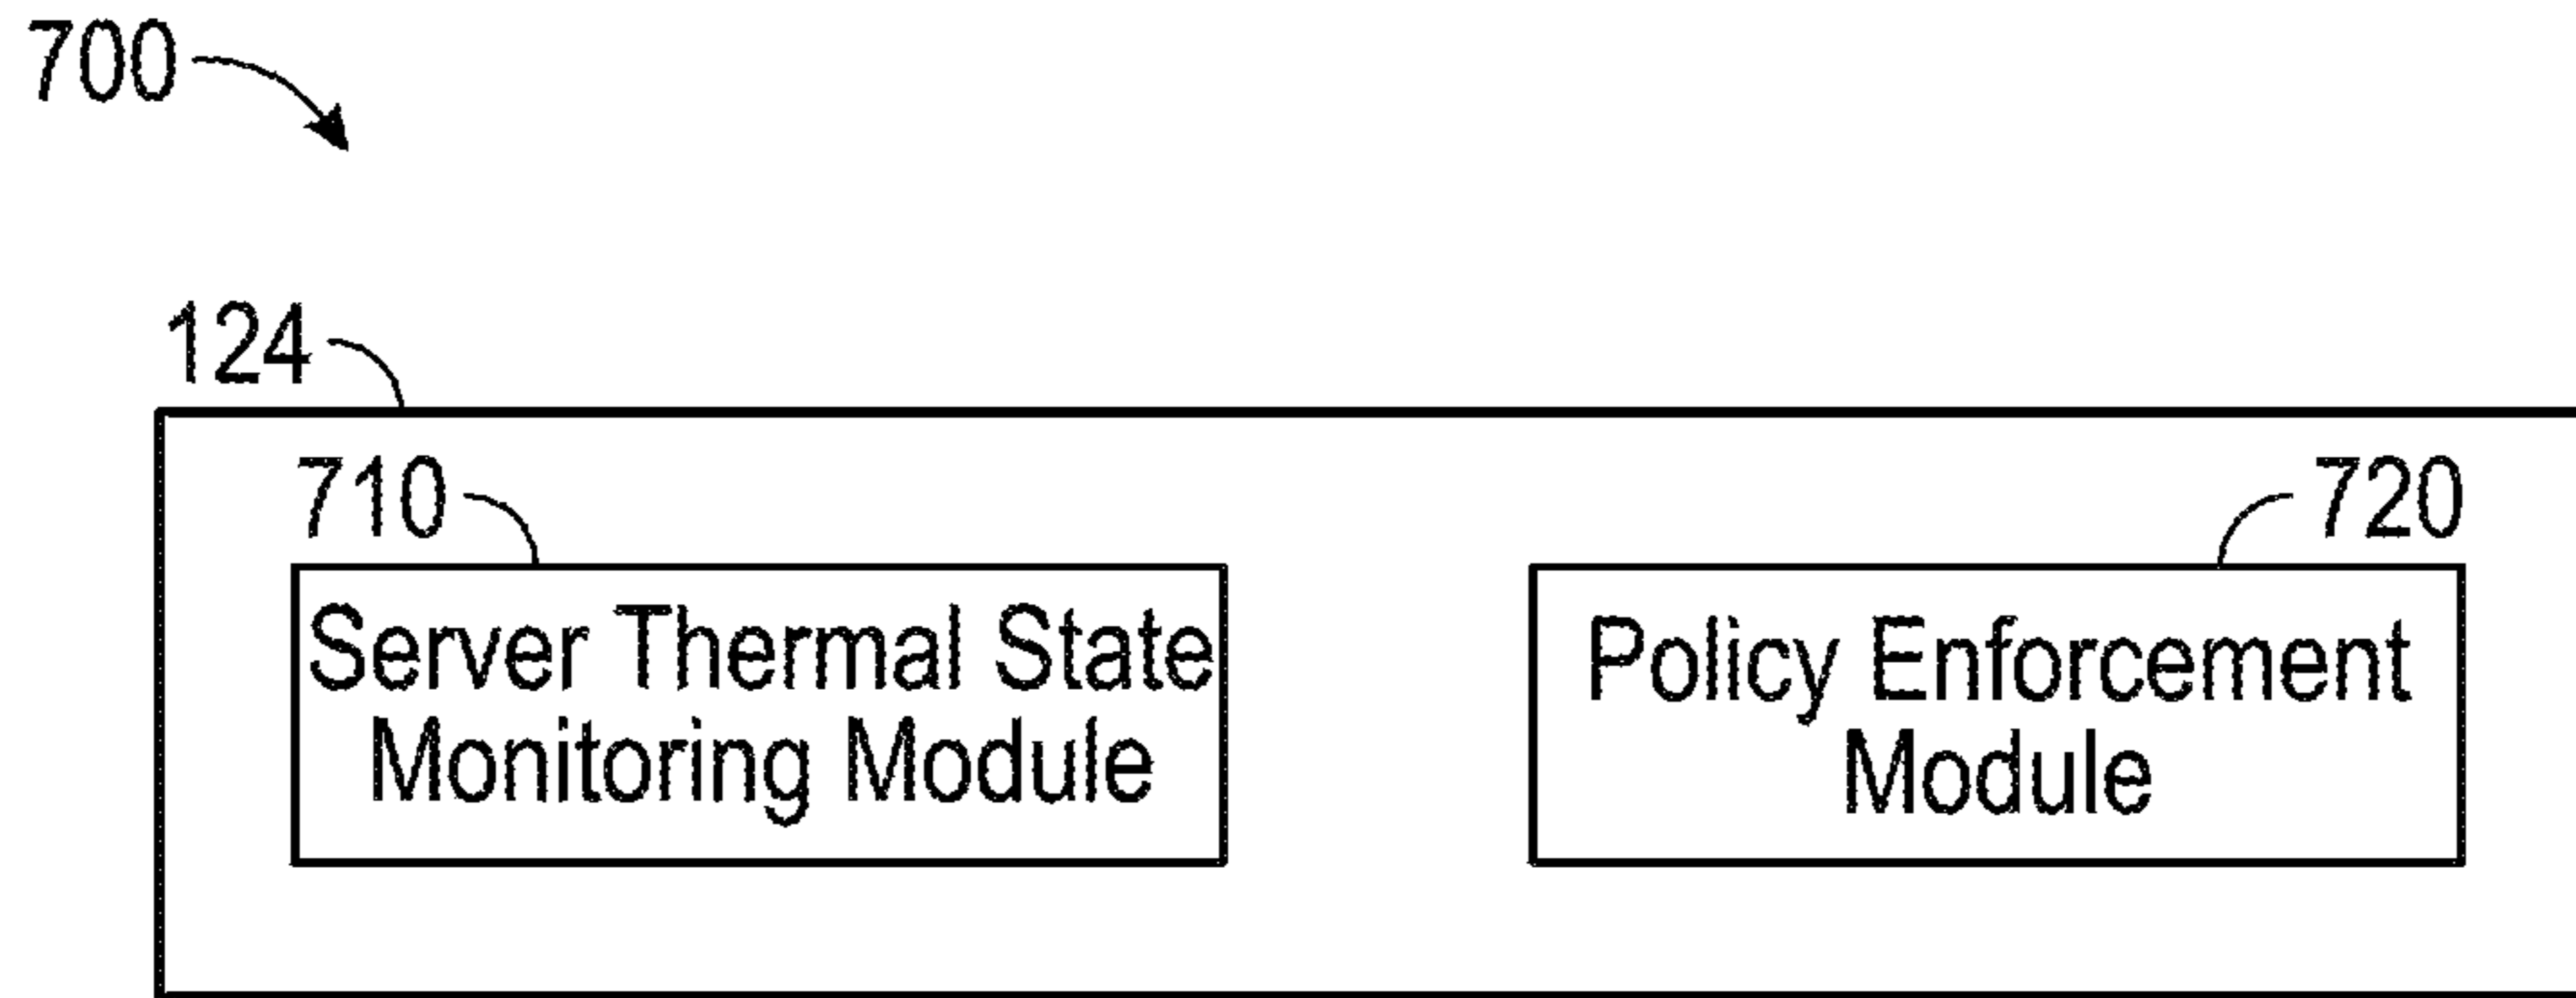 700
124
710
720
Server Thermal State
Monitoring Module
Policy Enforcement
Module